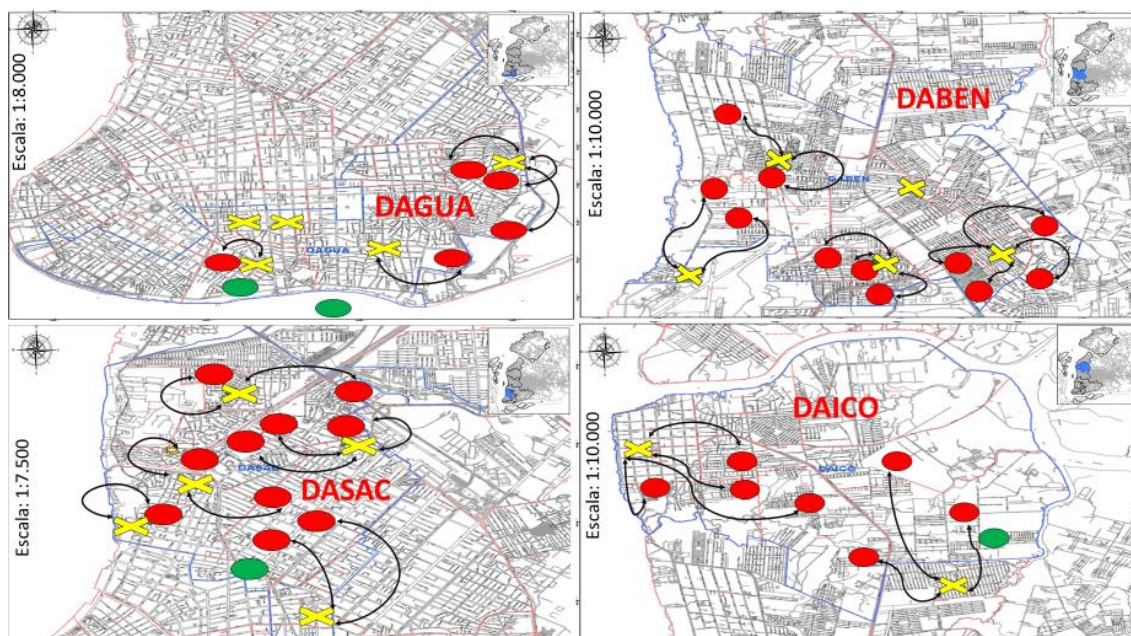 Escala: 1:8.000
DAGUA
DAGUA
Escala: 1:10.000
DABEN
DABEN
Escala: 1:7.500
DASAC
DASAC
Escala: 1:10.000
DAICO
DAICO